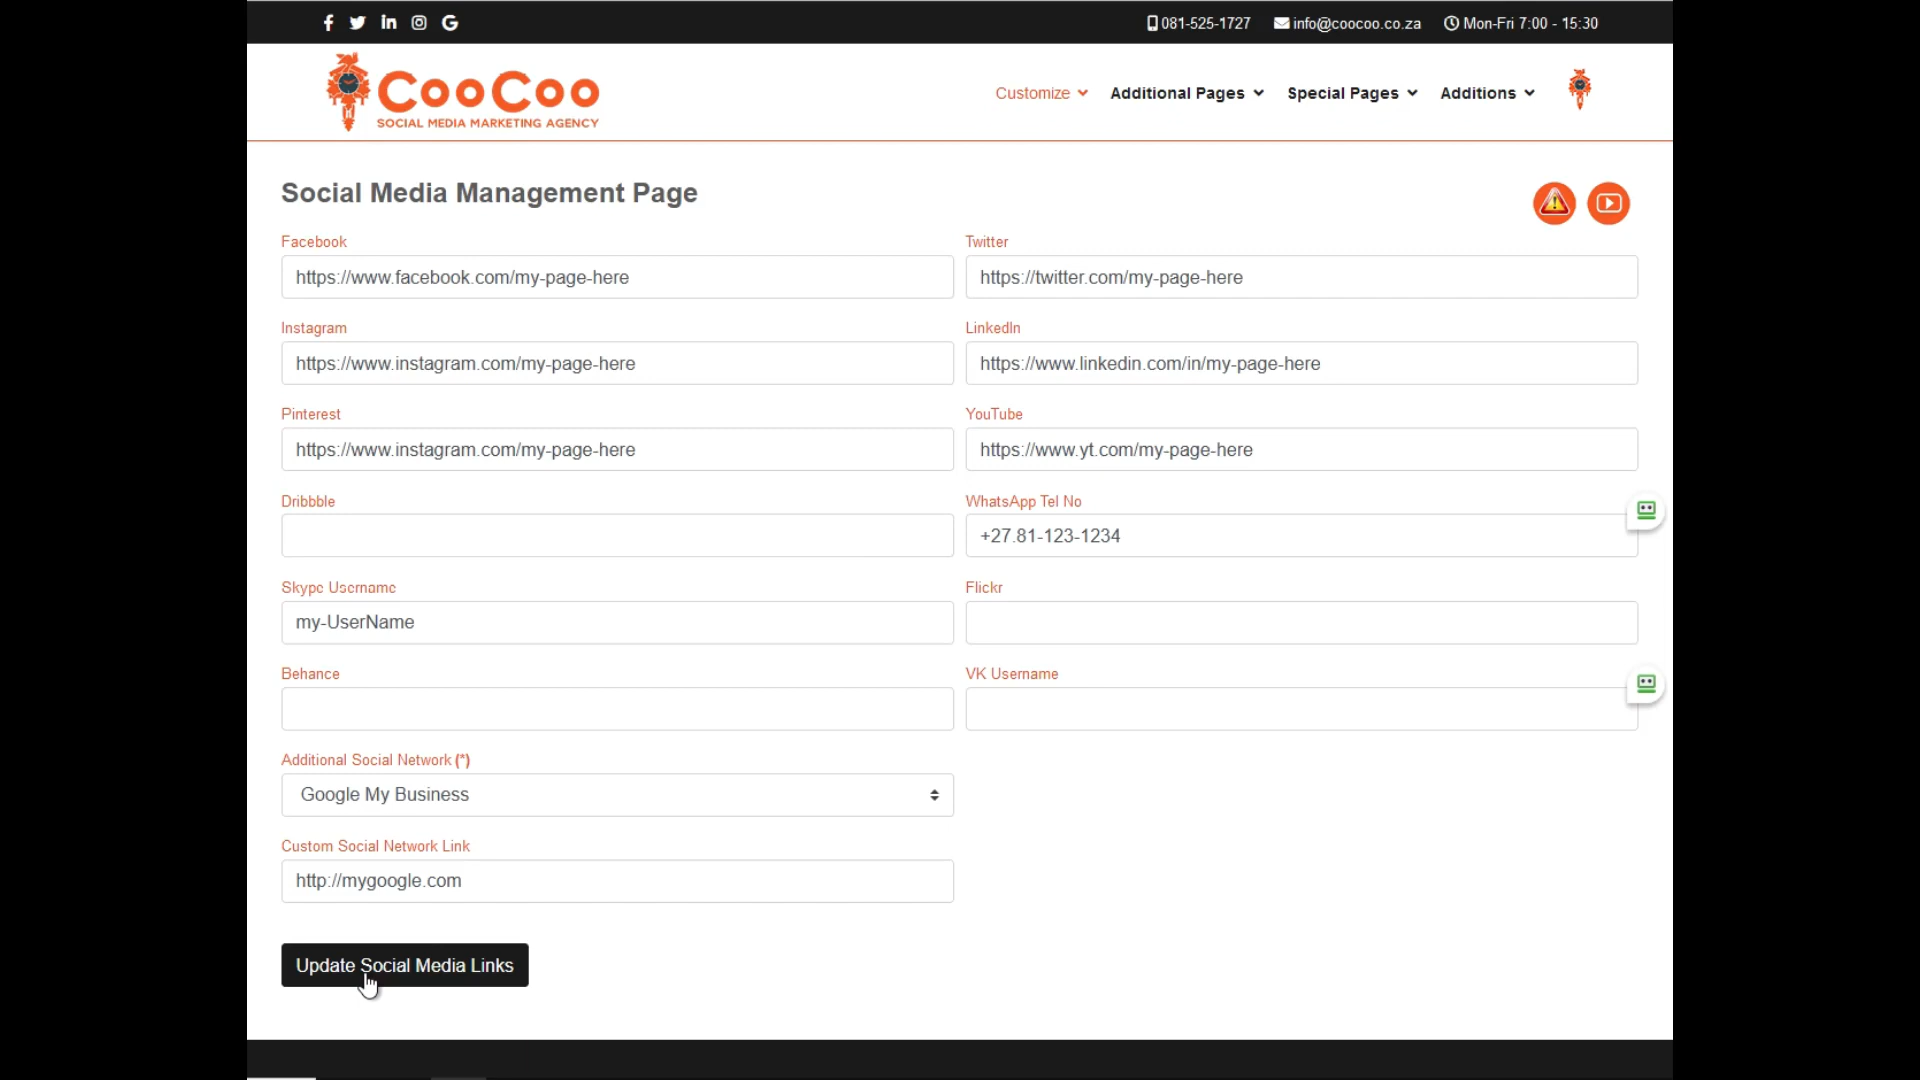 081-525-1727 info@coocoo.co.za Mon-Fri 7:00 - 15:30
CooCoo
SOCIAL MEDIA MARKETING AGENCY
Customize Additional Pages Special Pages Additions
Social Media Management Page
Facebook Twitter
https://www.facebook.com/my-page-here https://twitter.com/my-page-here
Instagram LinkedIn
https://www.instagram.com/my-page-here https://www.linkedin.com/in/my-page-here
Pinterest YouTube
https://www.instagram.com/my-page-here https://www.yt.com/my-page-here
Dribbble WhatsApp Tel No
+27.81-123-1234
Skype Username Flickr
my-UserName
Behance VK Username
Additional Social Network (*)
Google My Business
Custom Social Network Link
http://mygoogle.com
Update Social Media Links